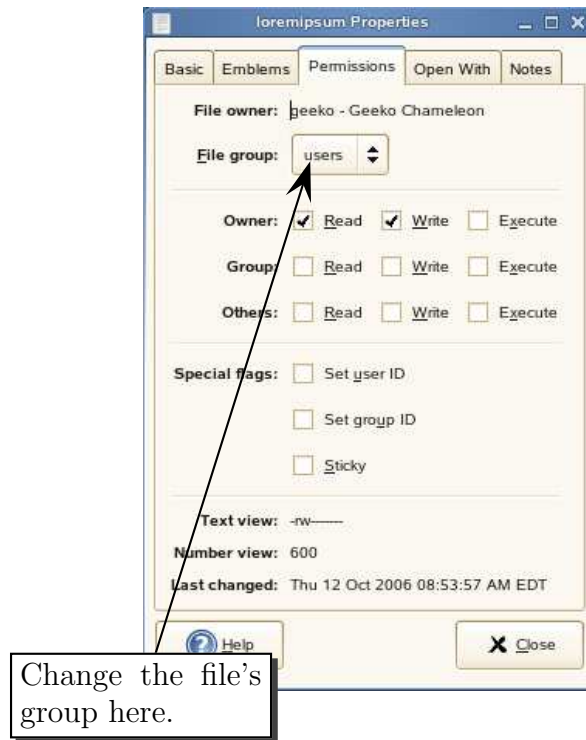 loremipsum Properties
Basic Emblems Permissions Open With Notes
File owner: geeko - Geeko Chameleon
File group: users
Owner: Read Write Execute
Group: Read Write Execute
Others: Read Write Execute
Special flags: Set user ID
Set group ID
Sticky
Text view: -rw-------
Number view: 600
Last changed: Thu 12 Oct 2006 08:53:57 AM EDT
Help Close
Change the file's
group here.